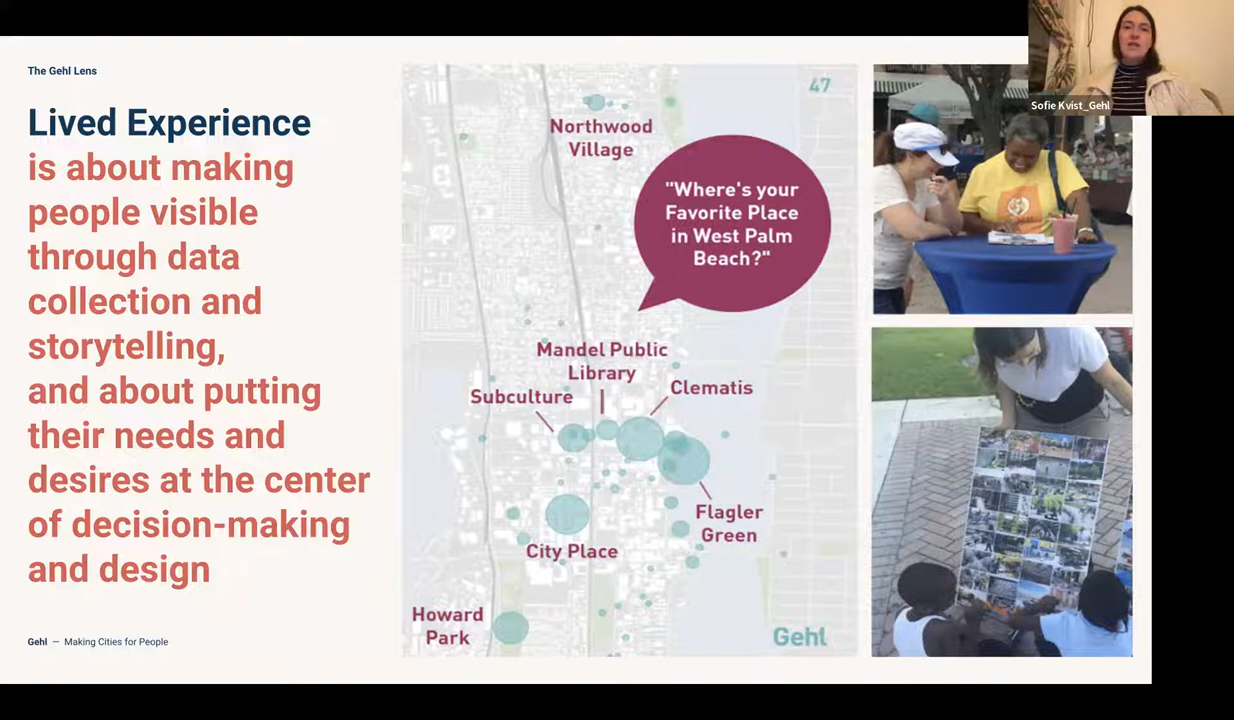 The Gehl Lens
Lived Experience
is about making
people visible
through data
collection and
storytelling,
and about putting
their needs and
desires at the center
of decision-making
and design
Gehl — Making Cities for People
47
Northwood
Village
"Where's your
Favorite Place
in West Palm
Beach?"
Mandel Public
Library
Subculture
Clematis
Flagler
Green
City Place
Howard
Park
Gehl
Sofie Kvist_Gehl